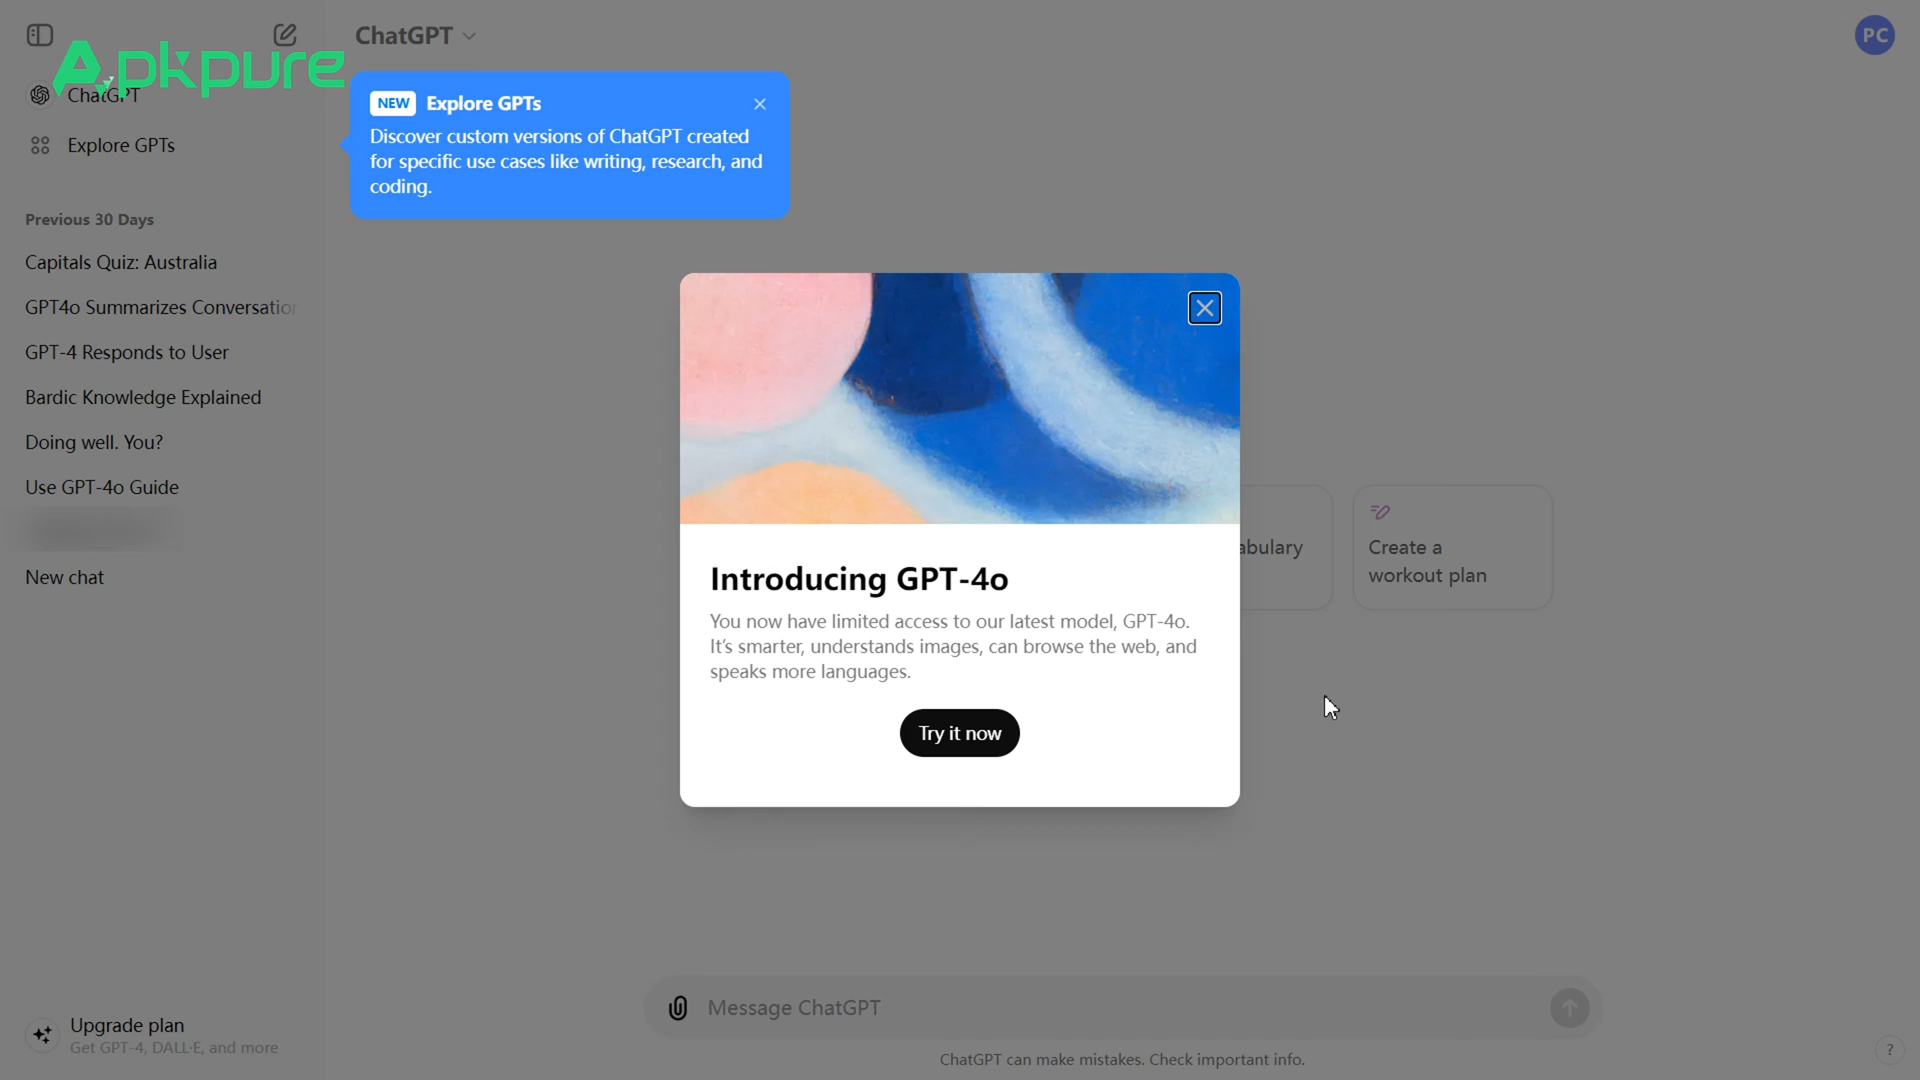 ChatGPT
PC
Apkpure
ChatGPT
Explore GPTs
NEW Explore GPTs
Discover custom versions of ChatGPT created
for specific use cases like writing, research, and
coding.
Previous 30 Days
Capitals Quiz: Australia
GPT4o Summarizes Conversation
GPT-4 Responds to User
Bardic Knowledge Explained
Doing well. You?
Use GPT-4o Guide
New chat
abulary
Create a
workout plan
Introducing GPT-4o
You now have limited access to our latest model, GPT-4o.
It's smarter, understands images, can browse the web, and
speaks more languages.
Try it now
Message ChatGPT
Upgrade plan
Get GPT-4, DALL·E, and more
ChatGPT can make mistakes. Check important info.
?